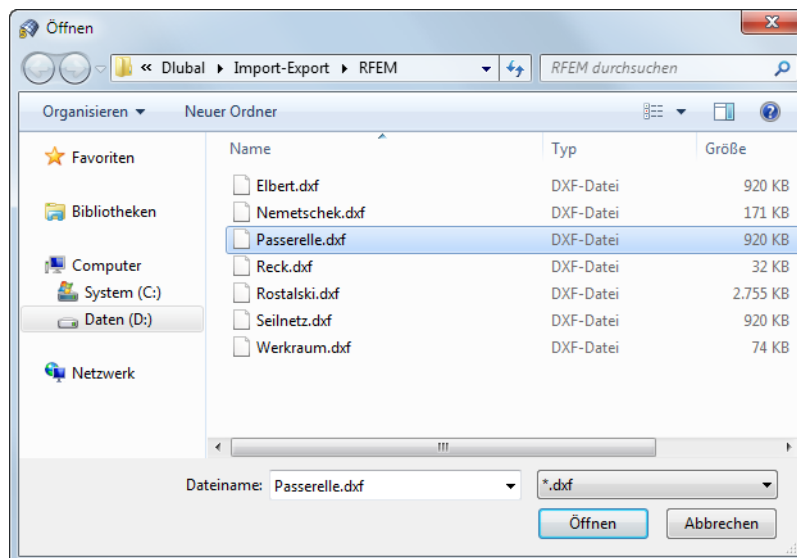 Öffnen
« Dlubal ▸ Import-Export ▸ RFEM RFEM durchsuchen
Organisieren Neuer Ordner
Favoriten
Bibliotheken
Computer
System (C:)
Daten (D:)
Netzwerk
Name Typ Größe
Elbert.dxf DXF-Datei 920 KB
Nemetschek.dxf DXF-Datei 171 KB
Passerelle.dxf DXF-Datei 920 KB
Reck.dxf DXF-Datei 32 KB
Rostalski.dxf DXF-Datei 2.755 KB
Seilnetz.dxf DXF-Datei 920 KB
Werkraum.dxf DXF-Datei 74 KB
Dateiname: Passerelle.dxf *.dxf
Öffnen Abbrechen